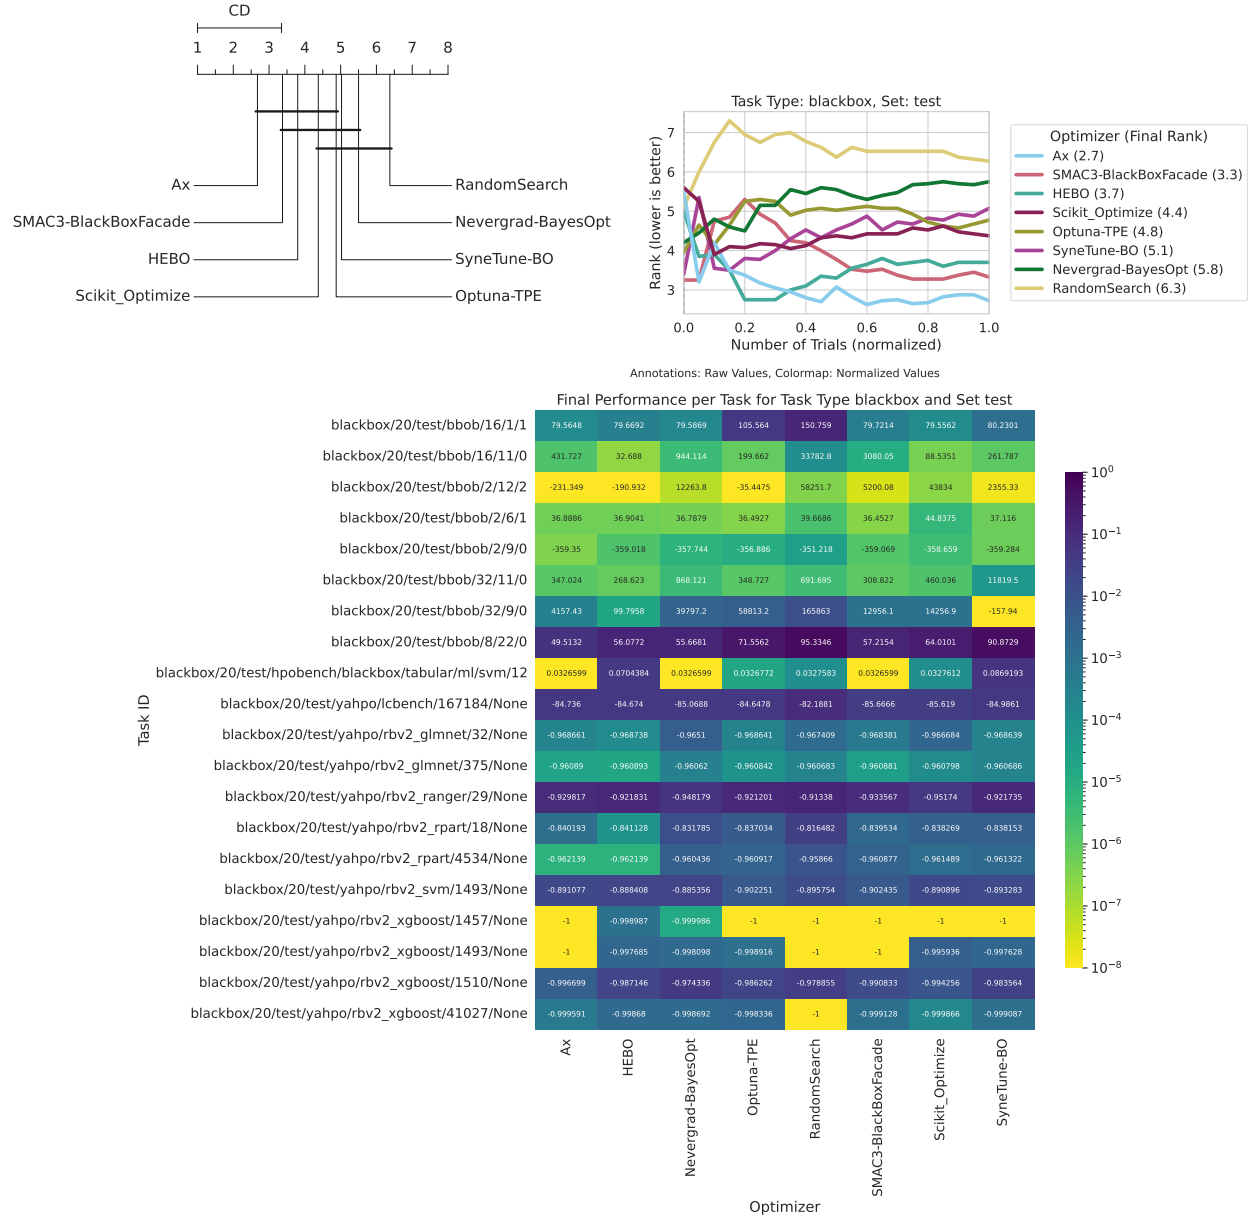 CD
1 2 3 4 5 6 7 8
Ax
SMAC3-BlackBoxFacade
HEBO
Scikit_Optimize
RandomSearch
Nevergrad-BayesOpt
SyneTune-BO
Optuna-TPE
Task Type: blackbox, Set: test
Rank (lower is better)
7
6
5
4
3
0.0 0.2 0.4 0.6 0.8 1.0
Number of Trials (normalized)
Optimizer (Final Rank)
Ax (2.7)
SMAC3-BlackBoxFacade (3.3)
HEBO (3.7)
Scikit_Optimize (4.4)
Optuna-TPE (4.8)
SyneTune-BO (5.1)
Nevergrad-BayesOpt (5.8)
RandomSearch (6.3)
Annotations: Raw Values, Colormap: Normalized Values
Final Performance per Task for Task Type blackbox and Set test
Task ID
blackbox/20/test/bbob/16/1/1 79.5648 79.6692 79.5869 105.564 150.759 79.7214 79.5562 80.2301
blackbox/20/test/bbob/16/11/0 431.727 32.688 944.114 199.662 33782.8 3080.05 88.5351 261.787
blackbox/20/test/bbob/2/12/2 -231.349 -190.932 12263.8 -35.4475 58251.7 5200.08 43834 2355.33
blackbox/20/test/bbob/2/6/1 36.8886 36.9041 36.7879 36.4927 39.6686 36.4527 44.8375 37.116
blackbox/20/test/bbob/2/9/0 -359.35 -359.018 -357.744 -356.886 -351.218 -359.069 -358.659 -359.284
blackbox/20/test/bbob/32/11/0 347.024 268.623 868.121 348.727 691.695 308.822 460.036 11819.5
blackbox/20/test/bbob/32/9/0 4157.43 99.7958 39797.2 58813.2 165863 12956.1 14256.9 -157.94
blackbox/20/test/bbob/8/22/0 49.5132 56.0772 55.6681 71.5562 95.3346 57.2154 64.0101 90.8729
blackbox/20/test/hpobench/blackbox/tabular/ml/svm/12 0.0326599 0.0704384 0.0326599 0.0326772 0.0327583 0.0326599 0.0327612 0.0869193
blackbox/20/test/yahpo/lcbench/167184/None -84.736 -84.674 -85.0688 -84.6478 -82.1881 -85.6666 -85.619 -84.9861
blackbox/20/test/yahpo/rbv2_glmnet/32/None -0.968661 -0.968738 -0.9651 -0.968641 -0.967409 -0.968381 -0.966684 -0.968639
blackbox/20/test/yahpo/rbv2_glmnet/375/None -0.96089 -0.960893 -0.96062 -0.960842 -0.960683 -0.960881 -0.960798 -0.960686
blackbox/20/test/yahpo/rbv2_ranger/29/None -0.929817 -0.921831 -0.948179 -0.921201 -0.91338 -0.933567 -0.95174 -0.921735
blackbox/20/test/yahpo/rbv2_rpart/18/None -0.840193 -0.841128 -0.831785 -0.837034 -0.816482 -0.839534 -0.838269 -0.838153
blackbox/20/test/yahpo/rbv2_rpart/4534/None -0.962139 -0.962139 -0.960436 -0.960917 -0.95866 -0.960877 -0.961489 -0.961322
blackbox/20/test/yahpo/rbv2_svm/1493/None -0.891077 -0.888408 -0.885356 -0.902251 -0.895754 -0.902435 -0.890896 -0.893283
blackbox/20/test/yahpo/rbv2_xgboost/1457/None -1 -0.998987 -0.999986 -1 -1 -1 -1 -1
blackbox/20/test/yahpo/rbv2_xgboost/1493/None -1 -0.997685 -0.998098 -0.998916 -1 -1 -0.995936 -0.997628
blackbox/20/test/yahpo/rbv2_xgboost/1510/None -0.996699 -0.987146 -0.974336 -0.986262 -0.978855 -0.990833 -0.994256 -0.983564
blackbox/20/test/yahpo/rbv2_xgboost/41027/None -0.999591 -0.99868 -0.998692 -0.998336 -1 -0.999128 -0.999866 -0.999087
Ax
HEBO
Nevergrad-BayesOpt
Optuna-TPE
RandomSearch
SMAC3-BlackBoxFacade
Scikit_Optimize
SyneTune-BO
Optimizer
10⁰
10⁻¹
10⁻²
10⁻³
10⁻⁴
10⁻⁵
10⁻⁶
10⁻⁷
10⁻⁸